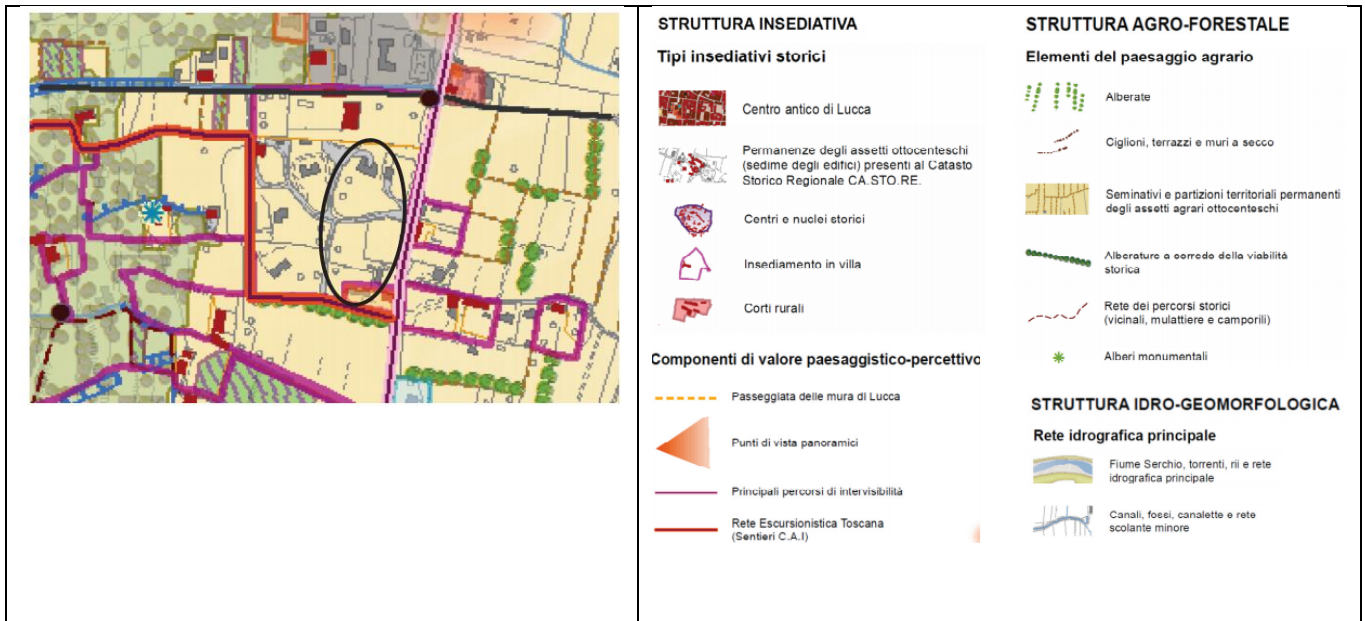 STRUTTURA INSEDIATIVA
Tipi insediativi storici
Centro antico di Lucca
Permanenze degli assetti ottocenteschi
(sedime degli edifici) presenti al Catasto
Storico Regionale CA.STO.RE.
Centri e nuclei storici
Insediamento in villa
Corti rurali
Componenti di valore paesaggistico-percettivo
Passeggiata delle mura di Lucca
Punti di vista panoramici
Principali percorsi di intervisibilità
Rete Escursionistica Toscana
(Sentieri C.A.I)
STRUTTURA AGRO-FORESTALE
Elementi del paesaggio agrario
Alberate
Ciglioni, terrazzi e muri a secco
Seminativi e partizioni territoriali permanenti
degli assetti agrari ottocenteschi
Alberature a corredo della viabilità
storica
Rete dei percorsi storici
(vicinali, mulattiere e camporili)
Alberi monumentali
STRUTTURA IDRO-GEOMORFOLOGICA
Rete idrografica principale
Fiume Serchio, torrenti, rii e rete
idrografica principale
Canali, fossi, canalette e rete
scolante minore